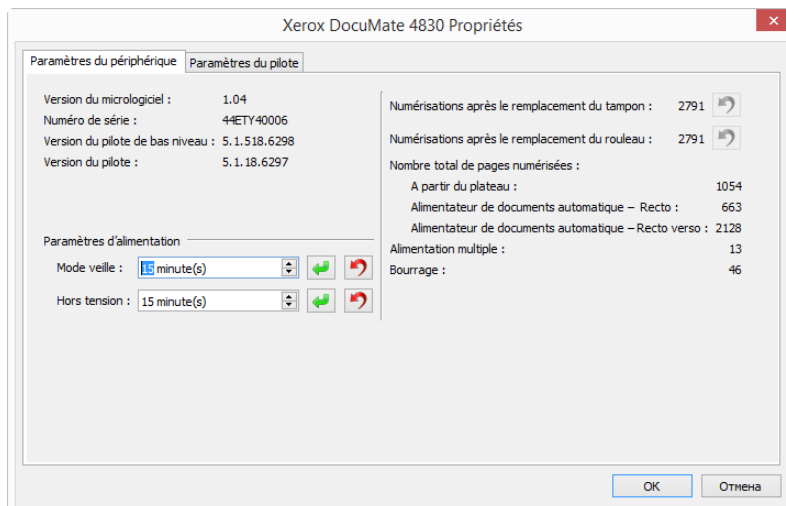 Xerox DocuMate 4830 Propriétés
Paramètres du périphérique
Paramètres du pilote
Version du micrologiciel : 1.04
Numéro de série : 44ETY40006
Version du pilote de bas niveau : 5.1.518.6298
Version du pilote : 5.1.18.6297
Paramètres d'alimentation
Mode veille : 15 minute(s)
Hors tension : 15 minute(s)
Numérisations après le remplacement du tampon : 2791
Numérisations après le remplacement du rouleau : 2791
Nombre total de pages numérisées :
A partir du plateau : 1054
Alimentateur de documents automatique – Recto : 663
Alimentateur de documents automatique – Recto verso : 2128
Alimentation multiple : 13
Bourrage : 46
OK
Отмена